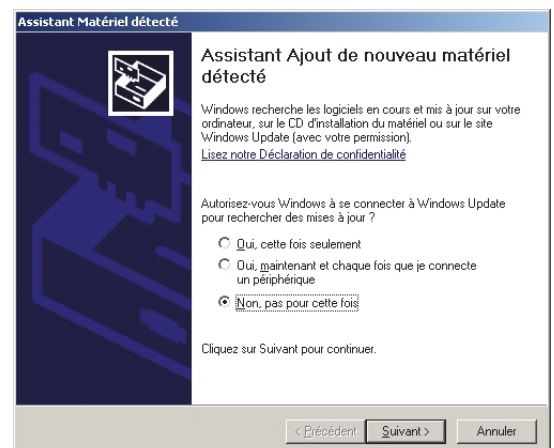 Assistant Matériel détecté
Assistant Ajout de nouveau matériel
détecté
Windows recherche les logiciels en cours et mis à jour sur votre
ordinateur, sur le CD d'installation du matériel ou sur le site
Windows Update (avec votre permission).
Lisez notre Déclaration de confidentialité
Autorisez-vous Windows à se connecter à Windows Update
pour rechercher des mises à jour ?
Oui, cette fois seulement
Oui, maintenant et chaque fois que je connecte
un périphérique
Non, pas pour cette fois
Cliquez sur Suivant pour continuer.
< Précédent Suivant > Annuler